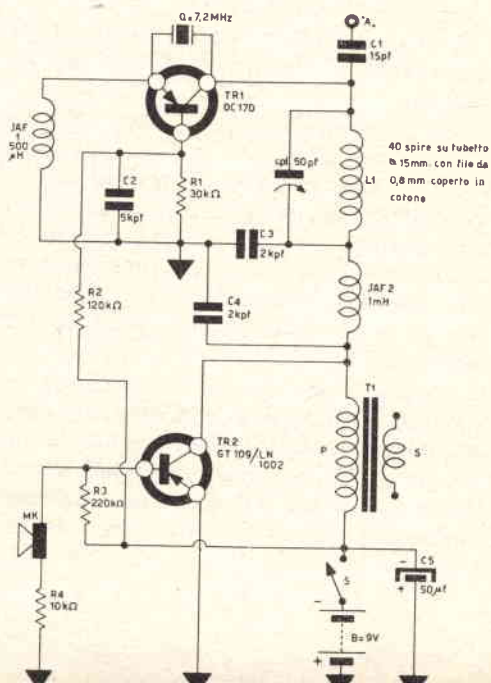 Q=7,2MHz
"A"
C1
15pf
TR1
OC170
JAF
1
500
µH
cpl 50pf
40 spire su tubetto
ø 15mm. con filo da
0,8mm coperto in
cotone
L1
C2
5kpf
R1
30kΩ
C3
2kpf
R2
120kΩ
C4
2kpf
JAF2
1mH
T1
P
S
TR2
GT 109/LN
1002
R3
220kΩ
MK
R4
10kΩ
S
-
B=9V
+
-
C5
+
50µf